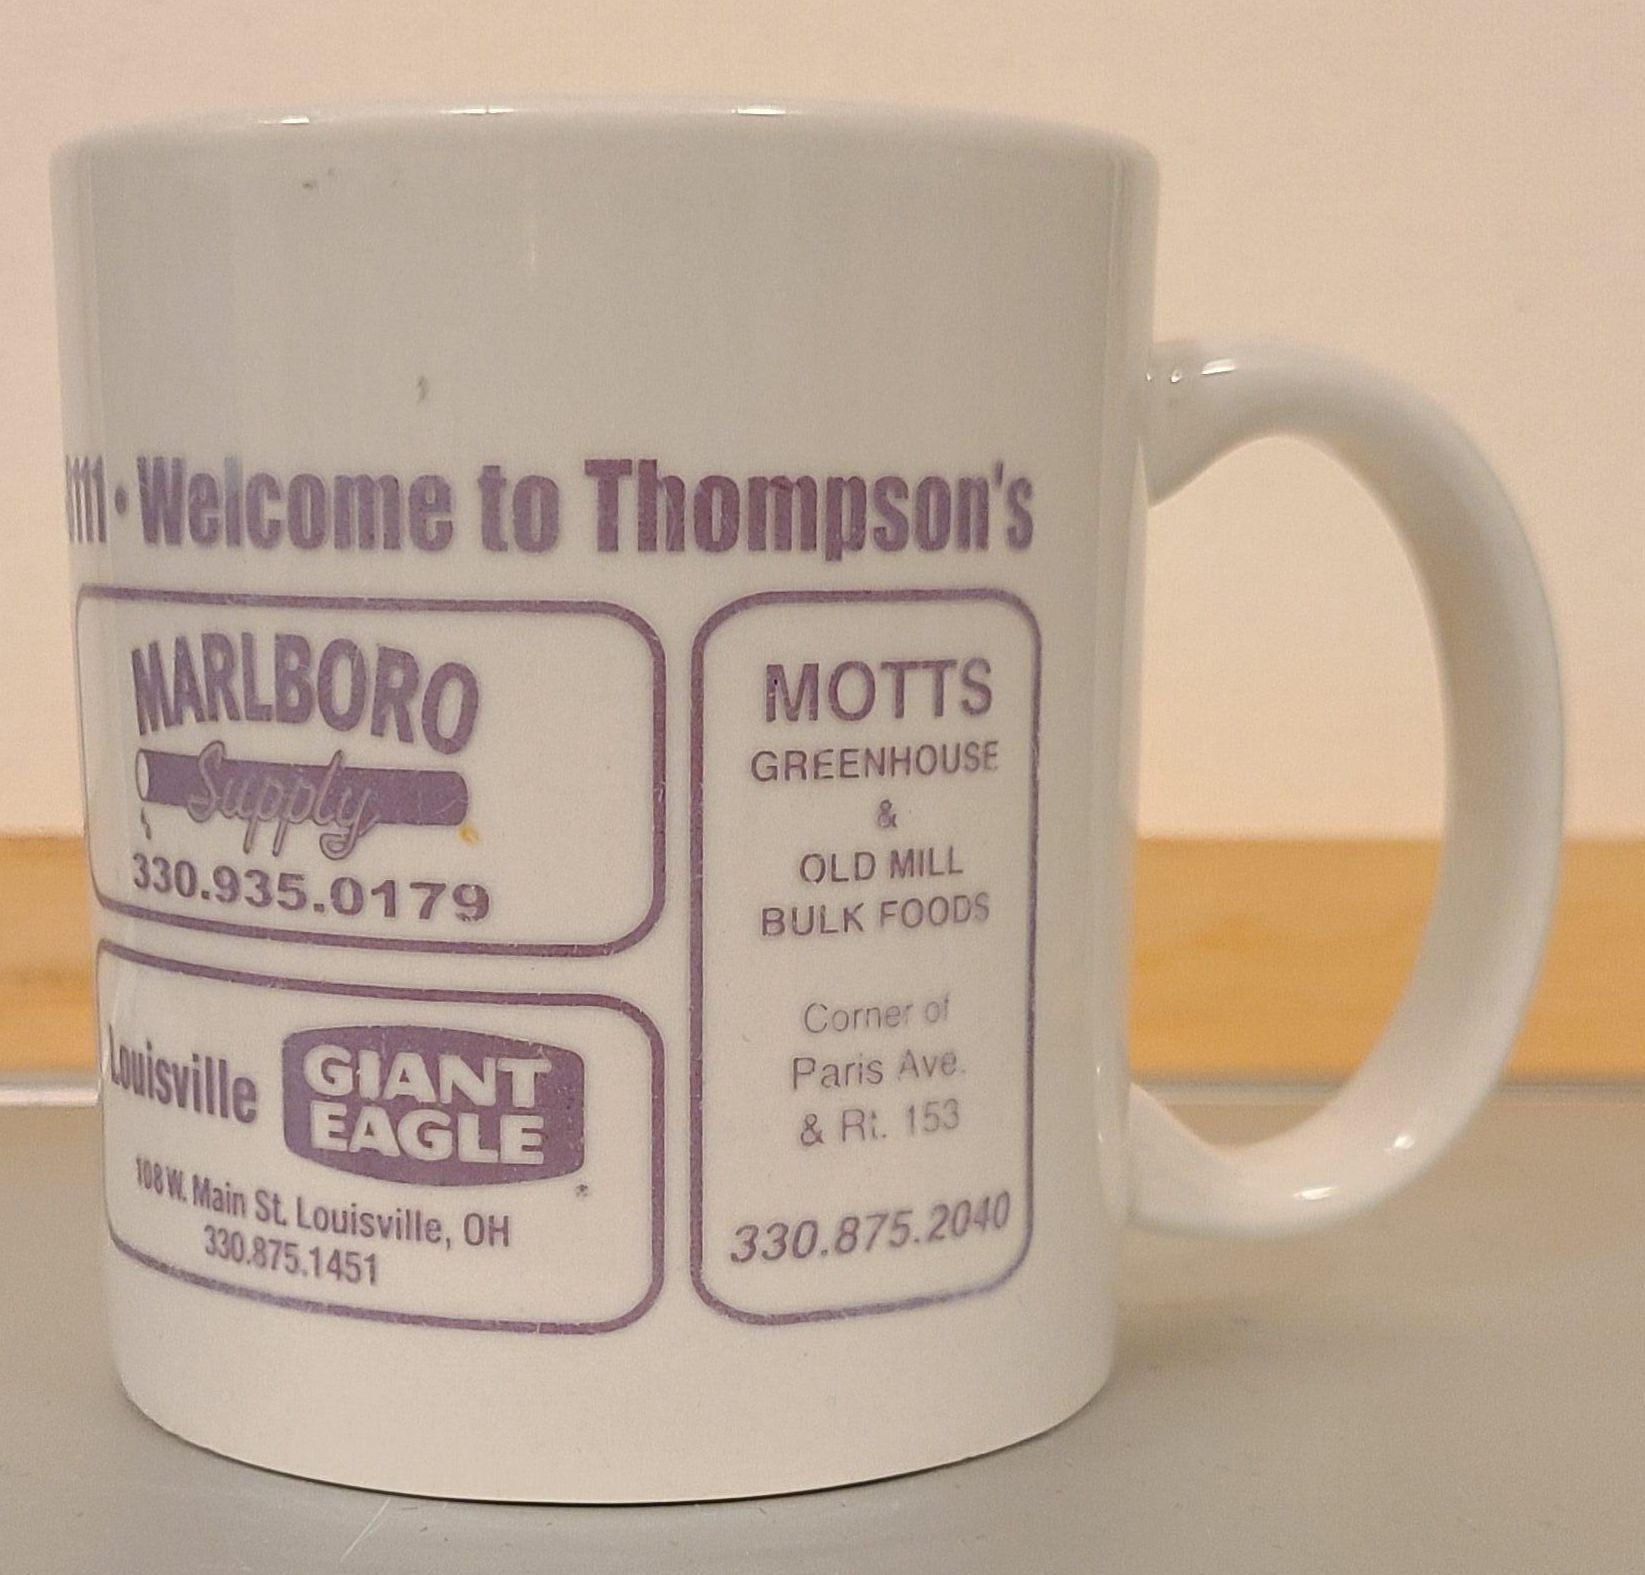 111 · Welcome to Thompson's
MARLBORO
Supply
330.935.0179
Louisville GIANT
EAGLE
108 W. Main St. Louisville, OH
330.875.1451
MOTTS
GREENHOUSE
&
OLD MILL
BULK FOODS
Corner of
Paris Ave.
& Rt. 153
330.875.2040